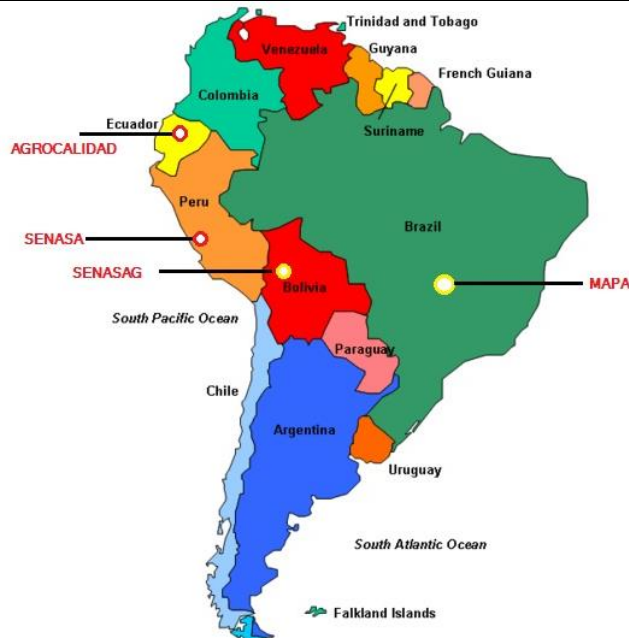 Trinidad and Tobago
Venezuela
Guyana
French Guiana
Colombia
Suriname
Ecuador
AGROCALIDAD
Peru
Brazil
SENASA
SENASAG
Bolivia
MAPA
South Pacific Ocean
Paraguay
Chile
Argentina
Uruguay
South Atlantic Ocean
Falkland Islands